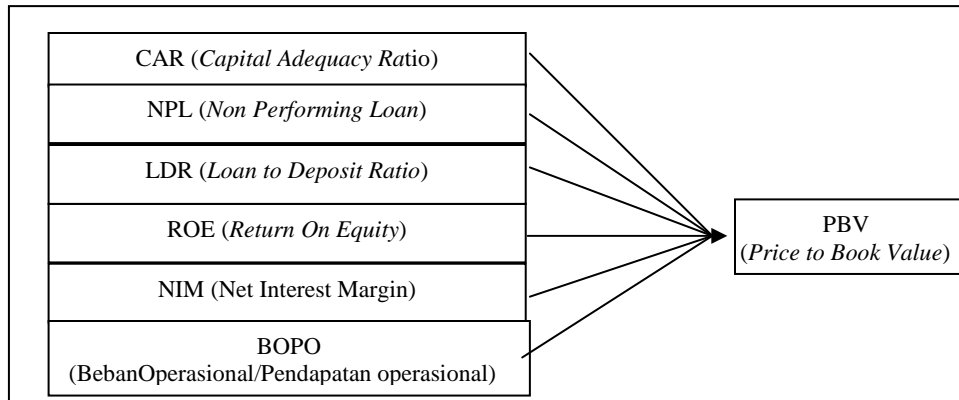 CAR (Capital Adequacy Ratio)
NPL (Non Performing Loan)
LDR (Loan to Deposit Ratio)
ROE (Return On Equity)
NIM (Net Interest Margin)
BOPO
(BebanOperasional/Pendapatan operasional)
PBV
(Price to Book Value)